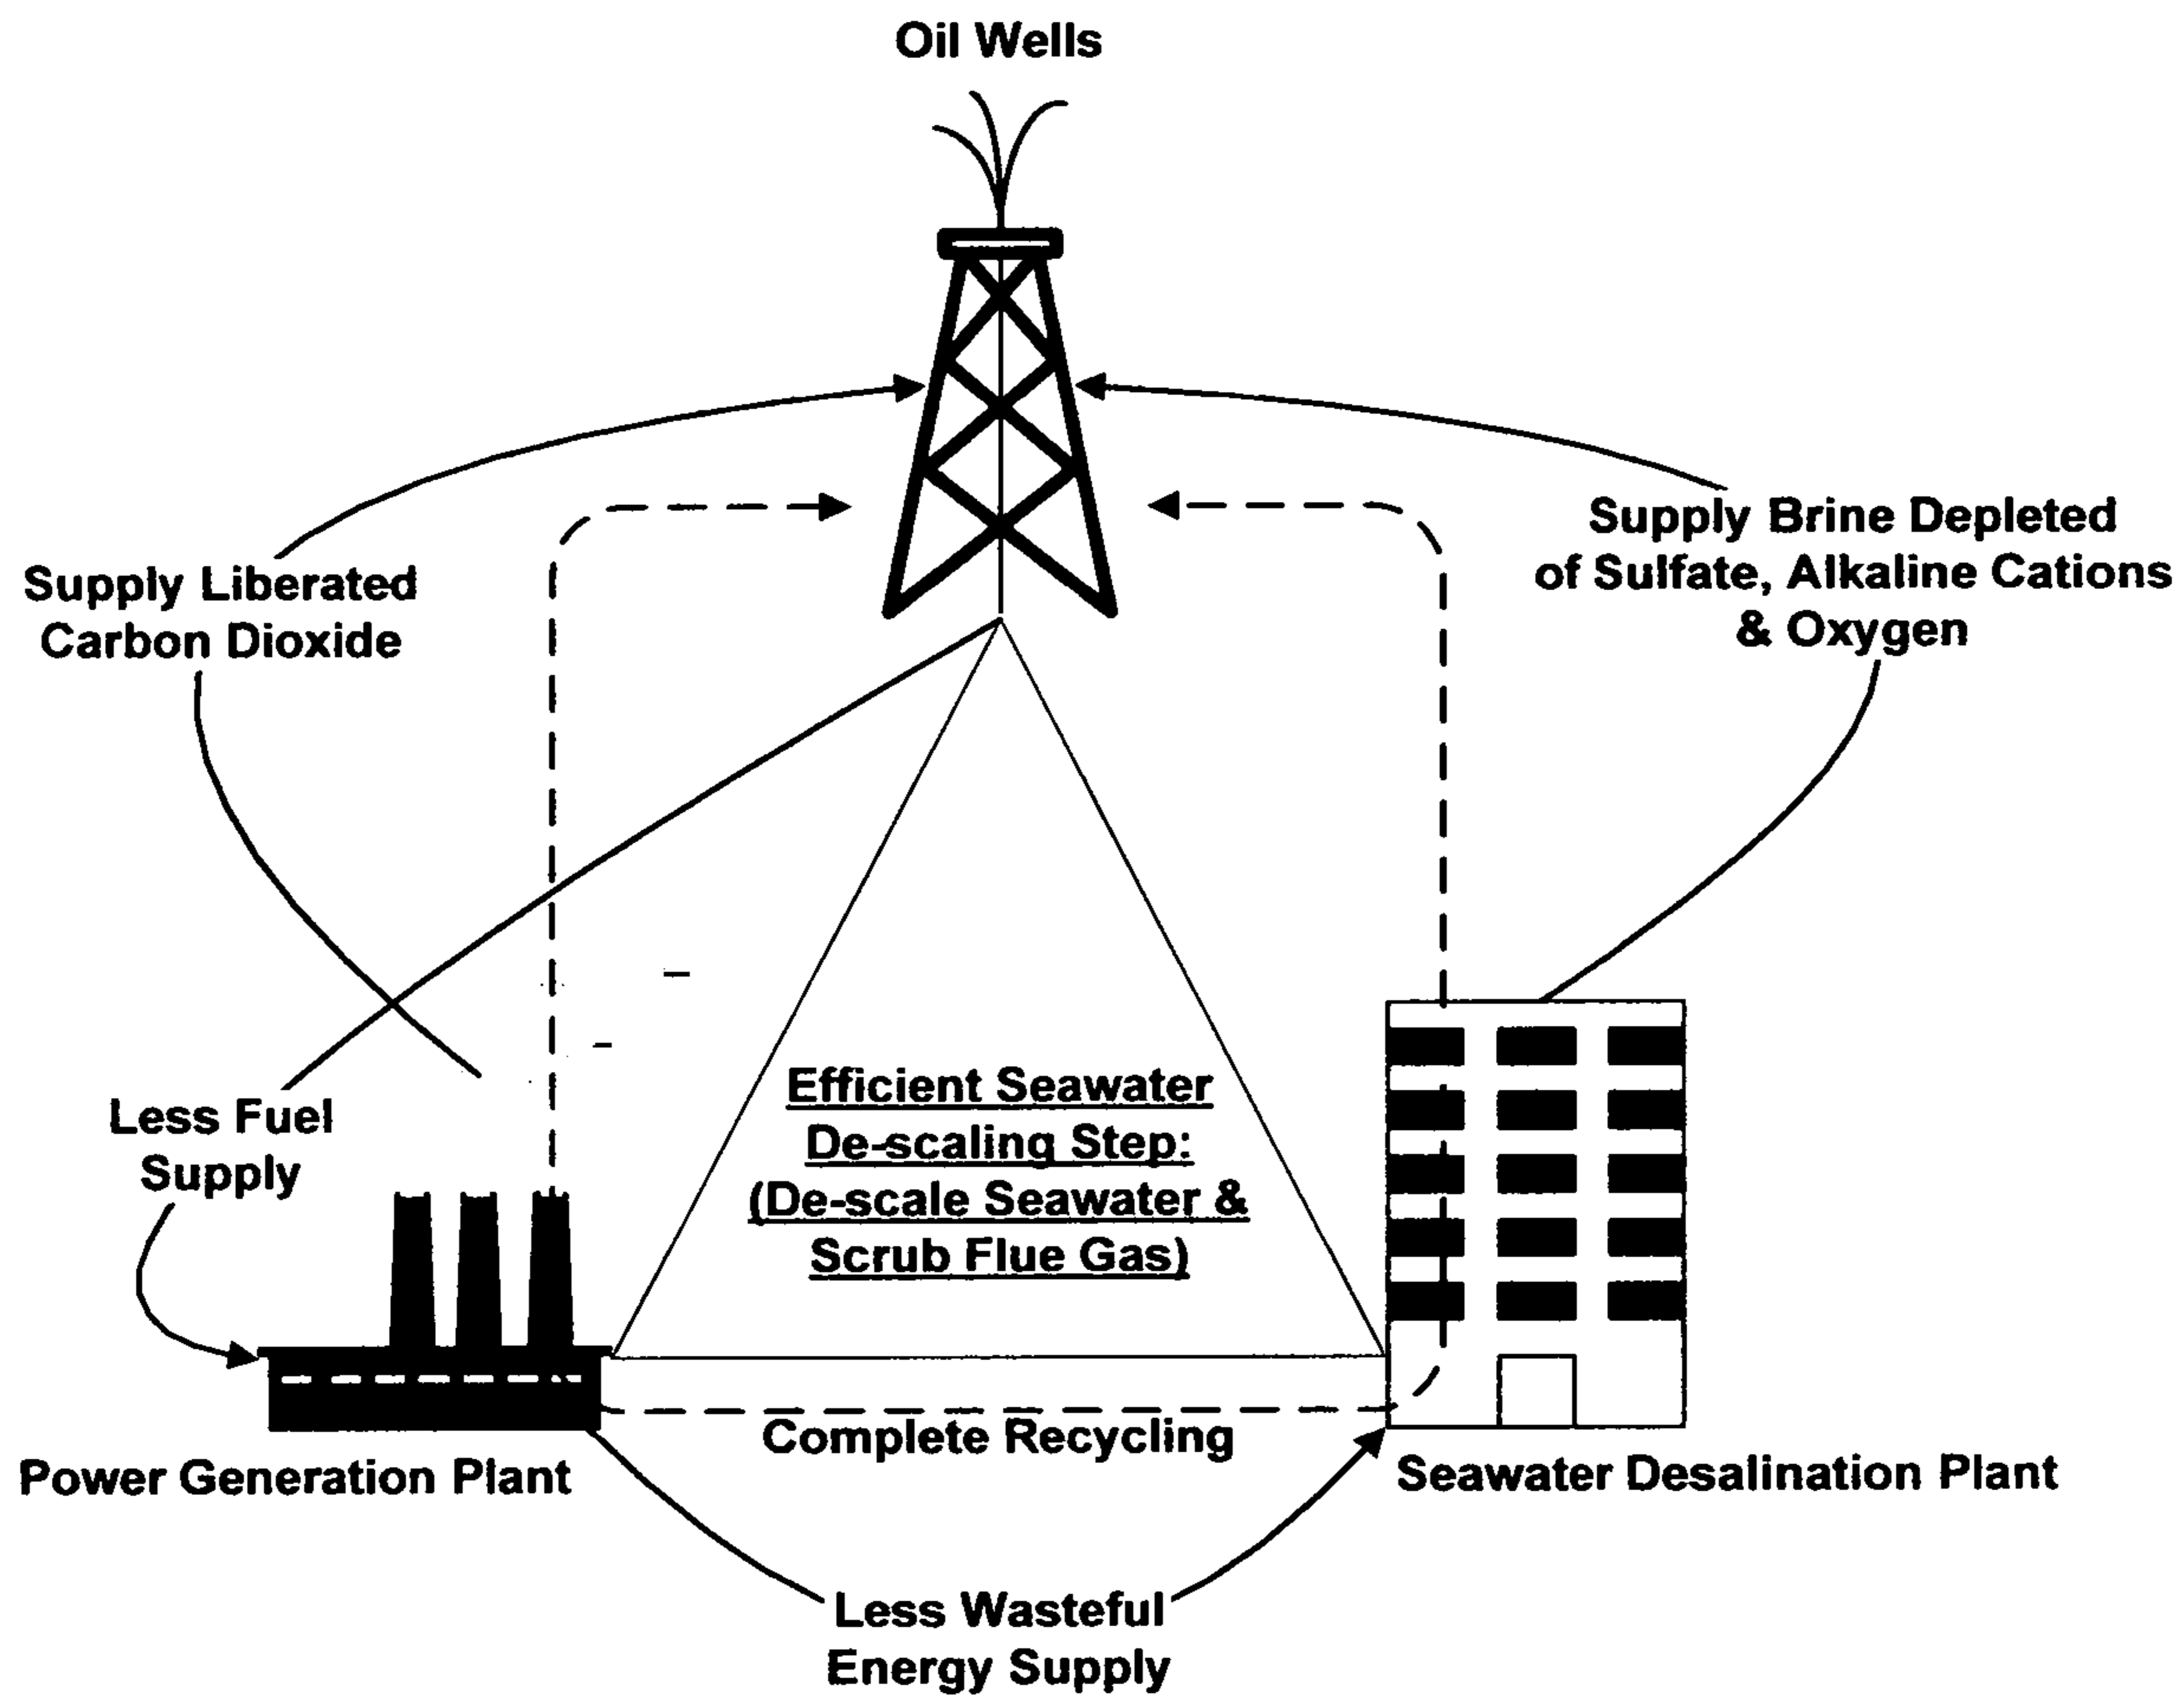 Oil Wells
Supply Liberated
Carbon Dioxide
Supply Brine Depleted
of Sulfate, Alkaline Cations
& Oxygen
Less Fuel
Supply
Efficient Seawater
De-scaling Step:
(De-scale Seawater &
Scrub Flue Gas)
Complete Recycling
Power Generation Plant
Seawater Desalination Plant
Less Wasteful
Energy Supply